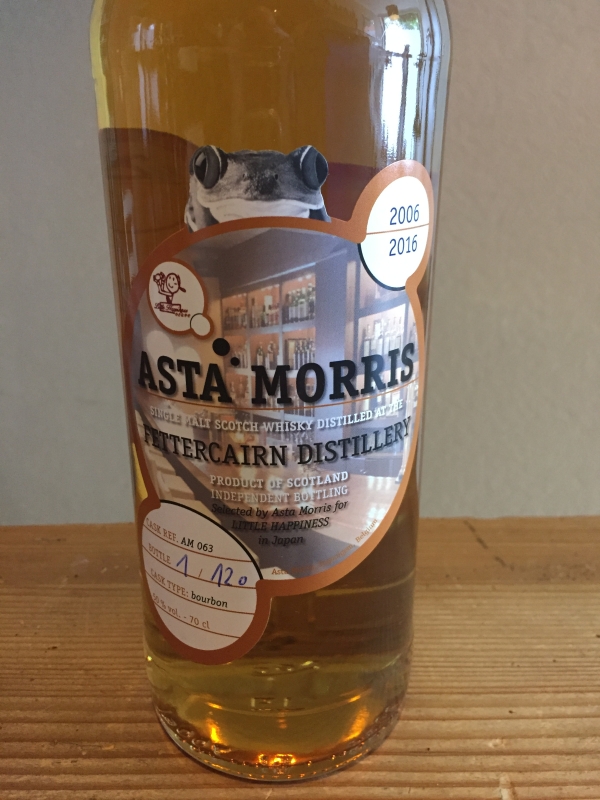 2006
2016
ASTA MORRIS
SINGLE MALT SCOTCH WHISKY DISTILLED AT THE
FETTERCAIRN DISTILLERY
PRODUCT OF SCOTLAND
INDEPENDENT BOTTLING
Selected by Asta Morris for
LITTLE HAPPINESS
in Japan
CASK REF. AM 063
BOTTLE 1 / 120
CASK TYPE: bourbon
% vol. - 70 cl